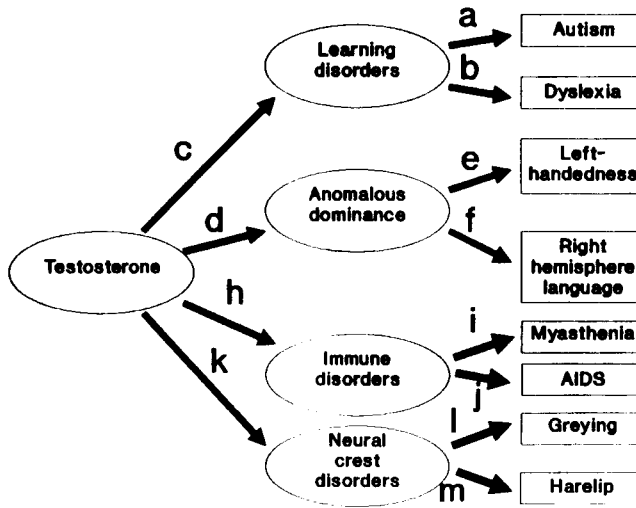 a
Autism
Learning
disorders
b
Dyslexia
c
e
Left-
handedness
Anomalous
dominance
d
f
Right
hemisphere
language
Testosterone
h
i
Myasthenia
Immune
disorders
j
AIDS
k
l
Greying
Neural
crest
disorders
m
Harelip